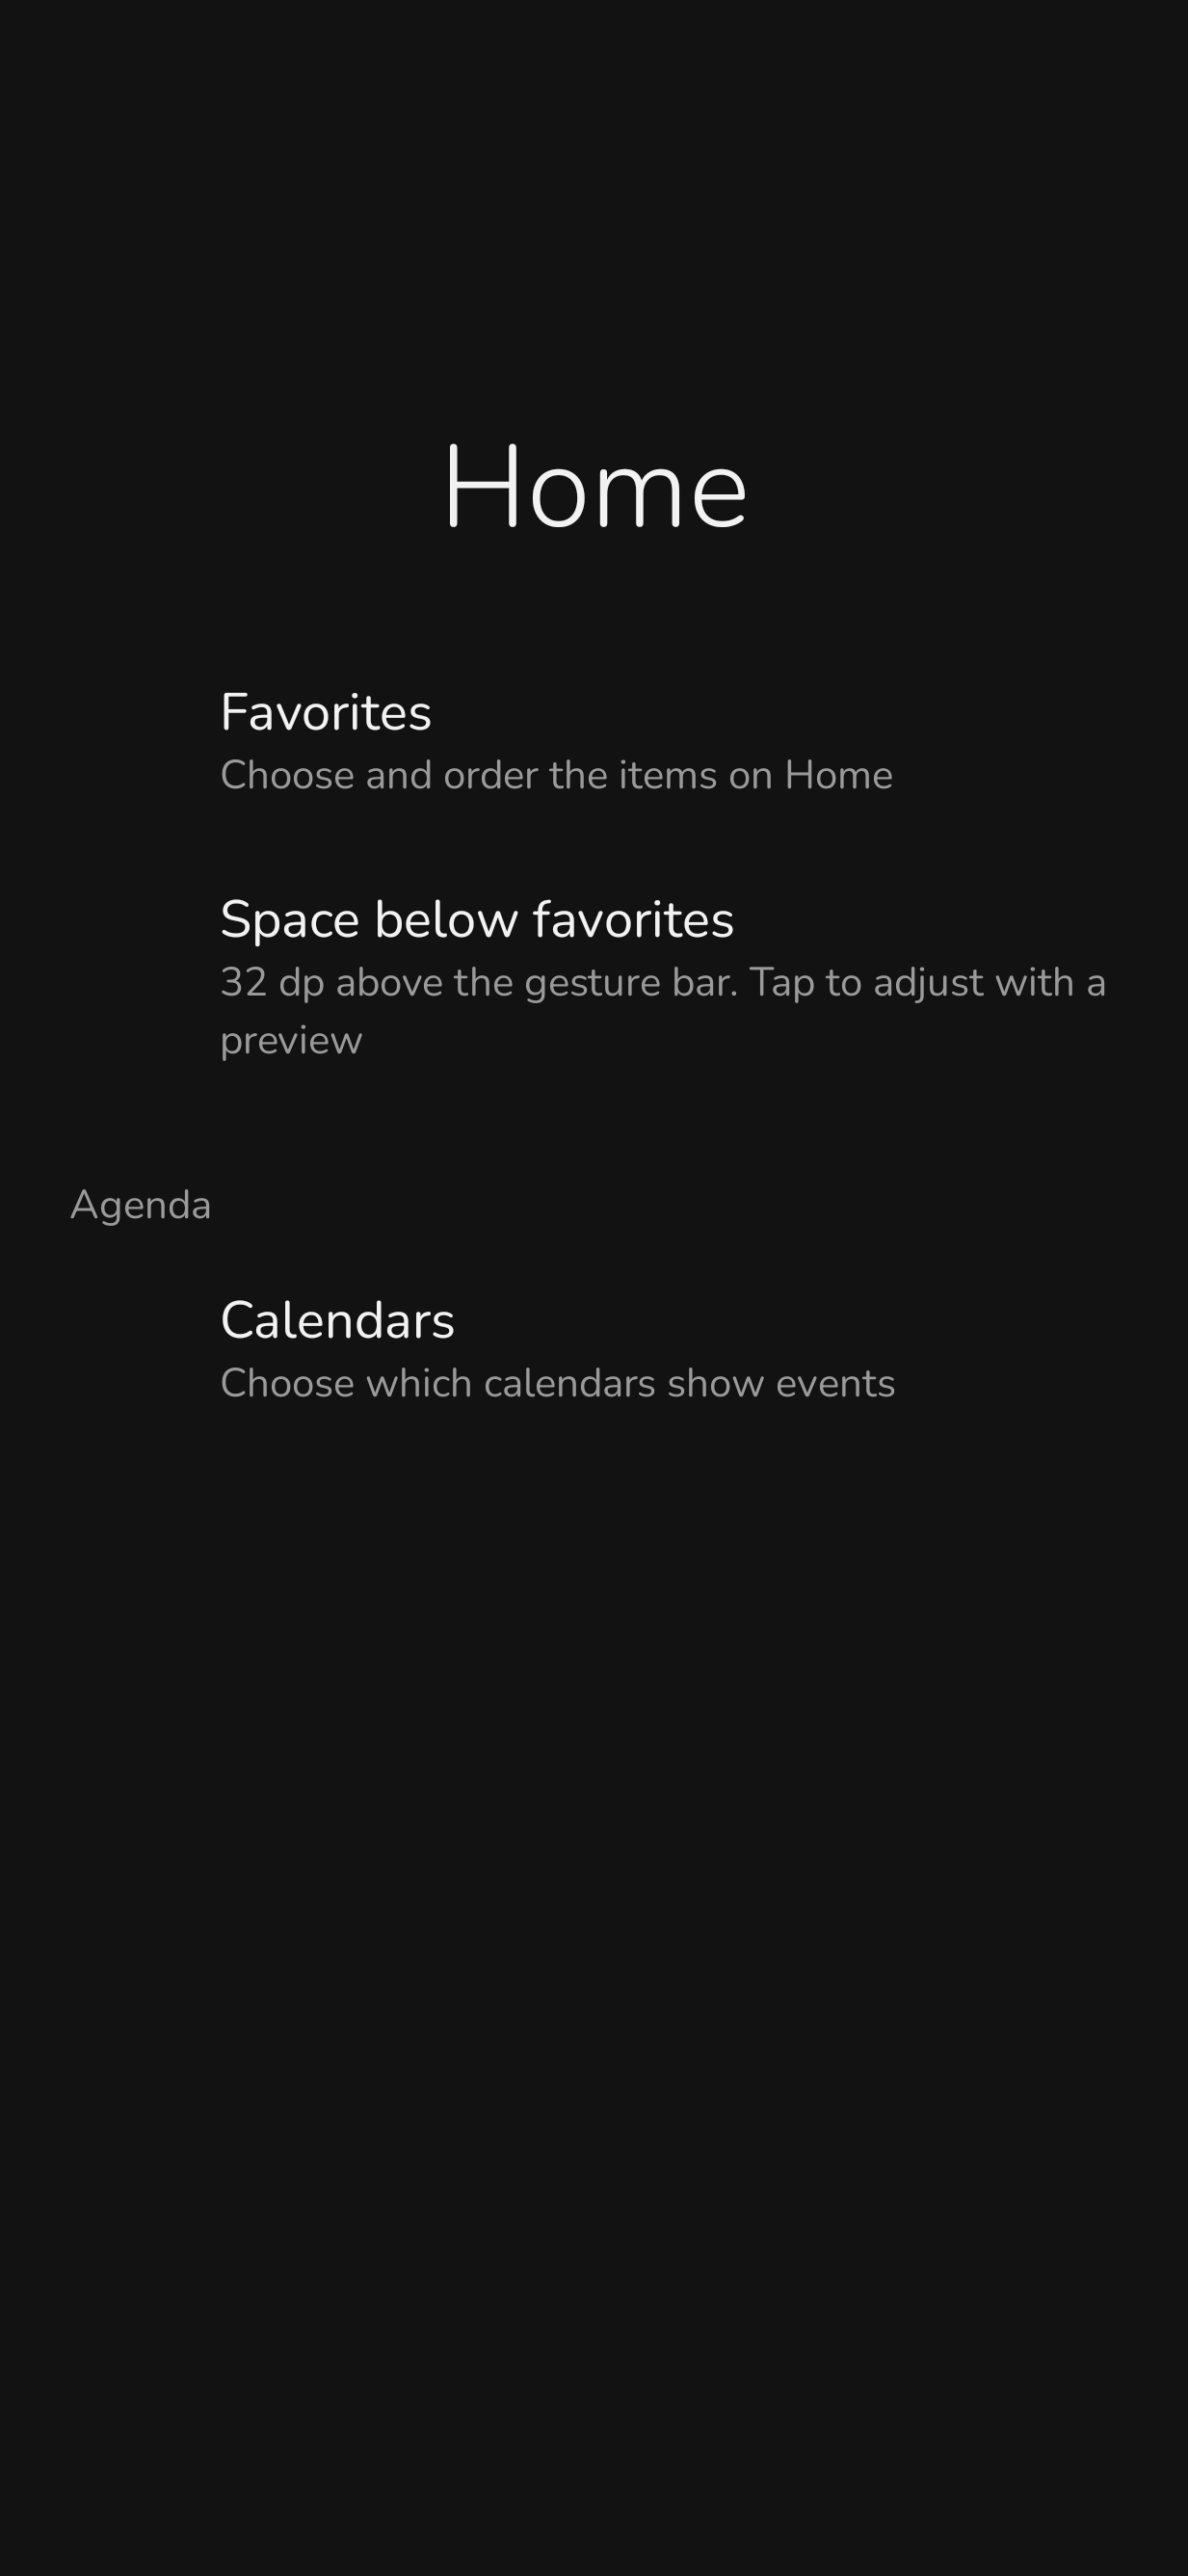 Home
Favorites
Choose and order the items on Home
Space below favorites
32 dp above the gesture bar. Tap to adjust with a
preview
Agenda
Calendars
Choose which calendars show events